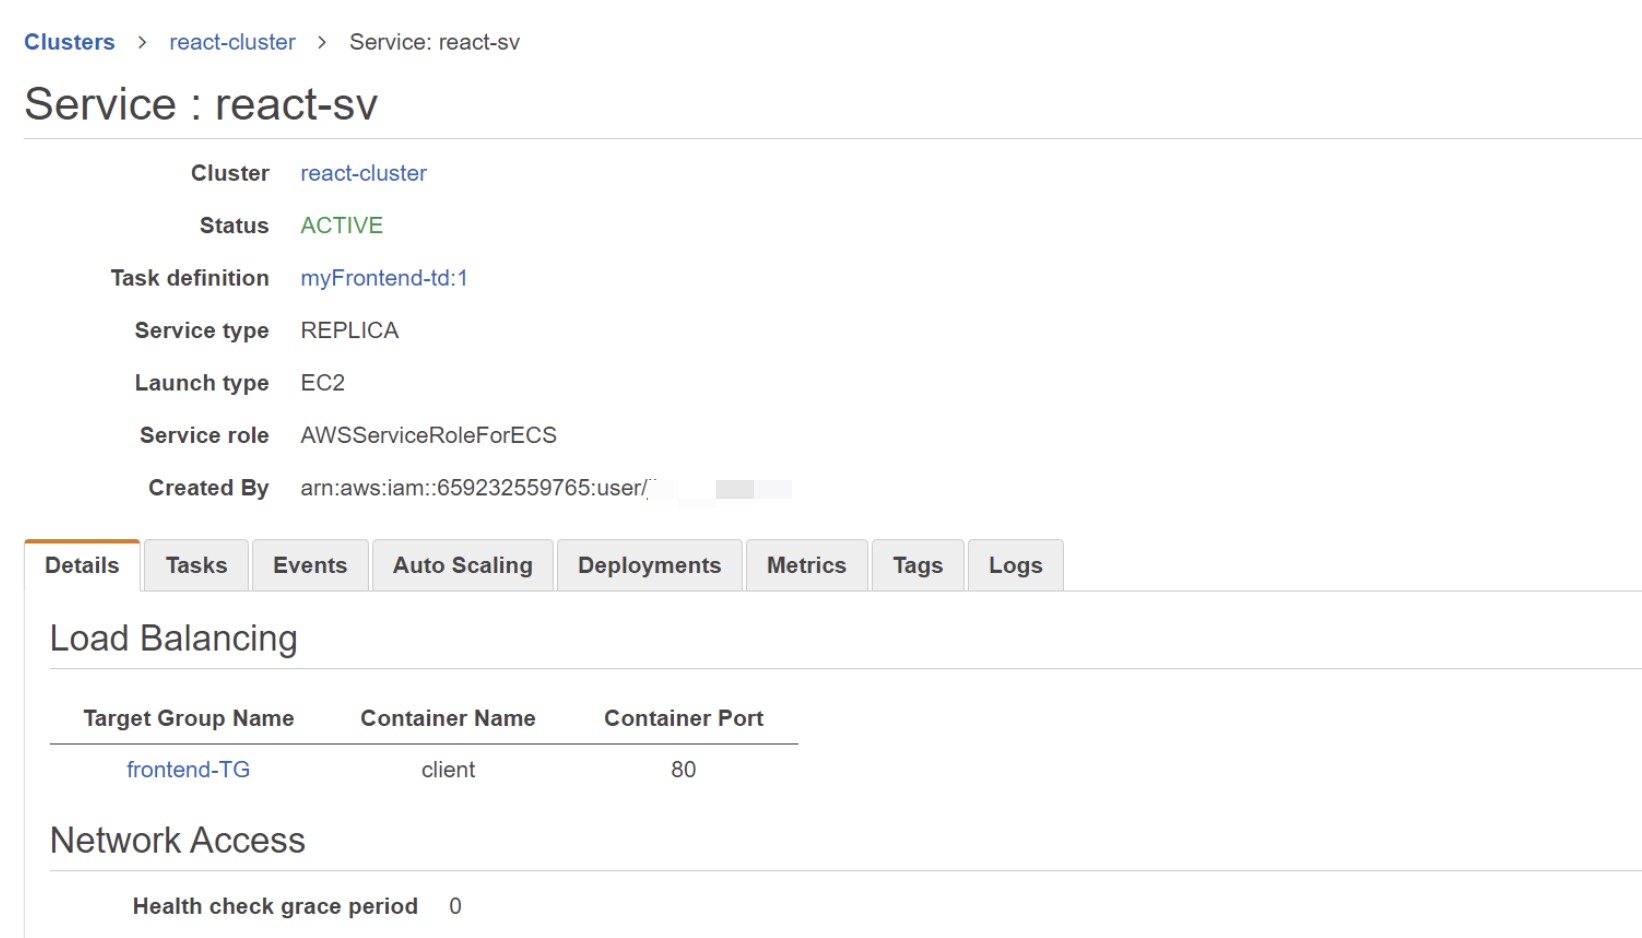 Clusters > react-cluster > Service: react-sv
Service : react-sv
Cluster react-cluster
Status ACTIVE
Task definition myFrontend-td:1
Service type REPLICA
Launch type EC2
Service role AWSServiceRoleForECS
Created By arn:aws:iam::659232559765:user/
Details Tasks Events Auto Scaling Deployments Metrics Tags Logs
Load Balancing
Target Group Name Container Name Container Port
frontend-TG client 80
Network Access
Health check grace period 0